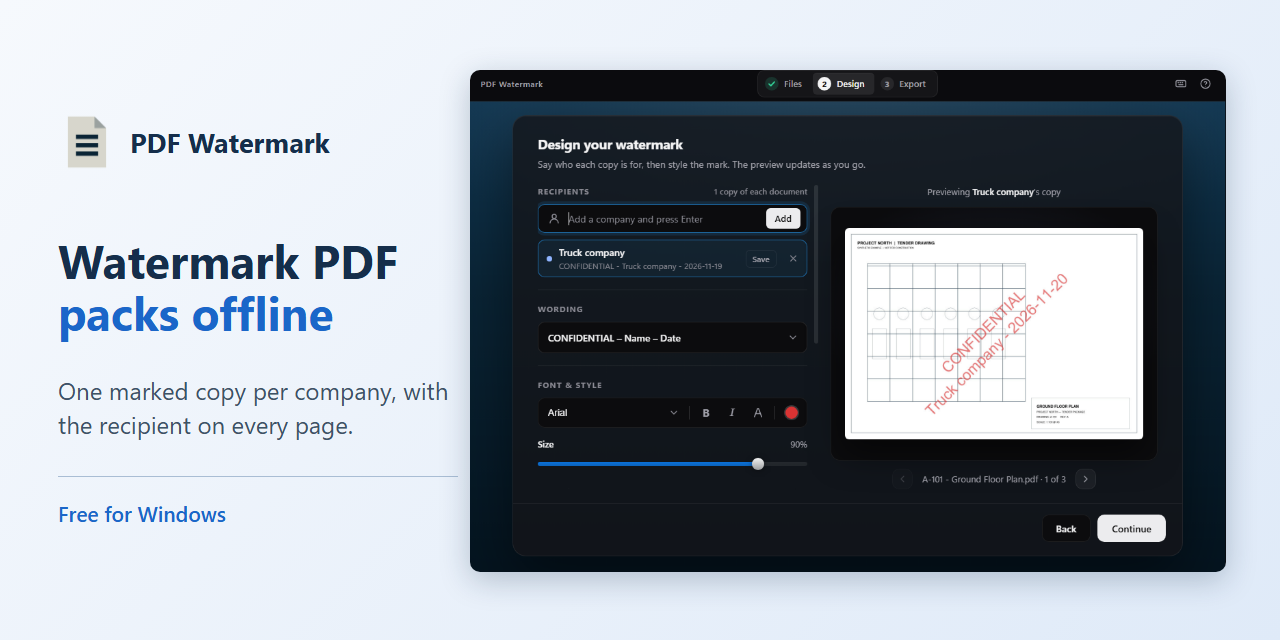 PDF Watermark
Watermark PDF
packs offline
One marked copy per company, with
the recipient on every page.
Free for Windows
PDF Watermark
Files
2 Design
3 Export
Design your watermark
Say who each copy is for, then style the mark. The preview updates as you go.
RECIPIENTS
1 copy of each document
Add a company and press Enter
Add
Truck company
CONFIDENTIAL - Truck company - 2026-11-19
Save
WORDING
CONFIDENTIAL – Name – Date
FONT & STYLE
Arial
B I A
Size
90%
Previewing Truck company's copy
PROJECT NORTH | TENDER DRAWING
CONFIDENTIAL
Truck company - 2026-11-20
GROUND FLOOR PLAN
A-101 - Ground Floor Plan.pdf · 1 of 3
Back
Continue